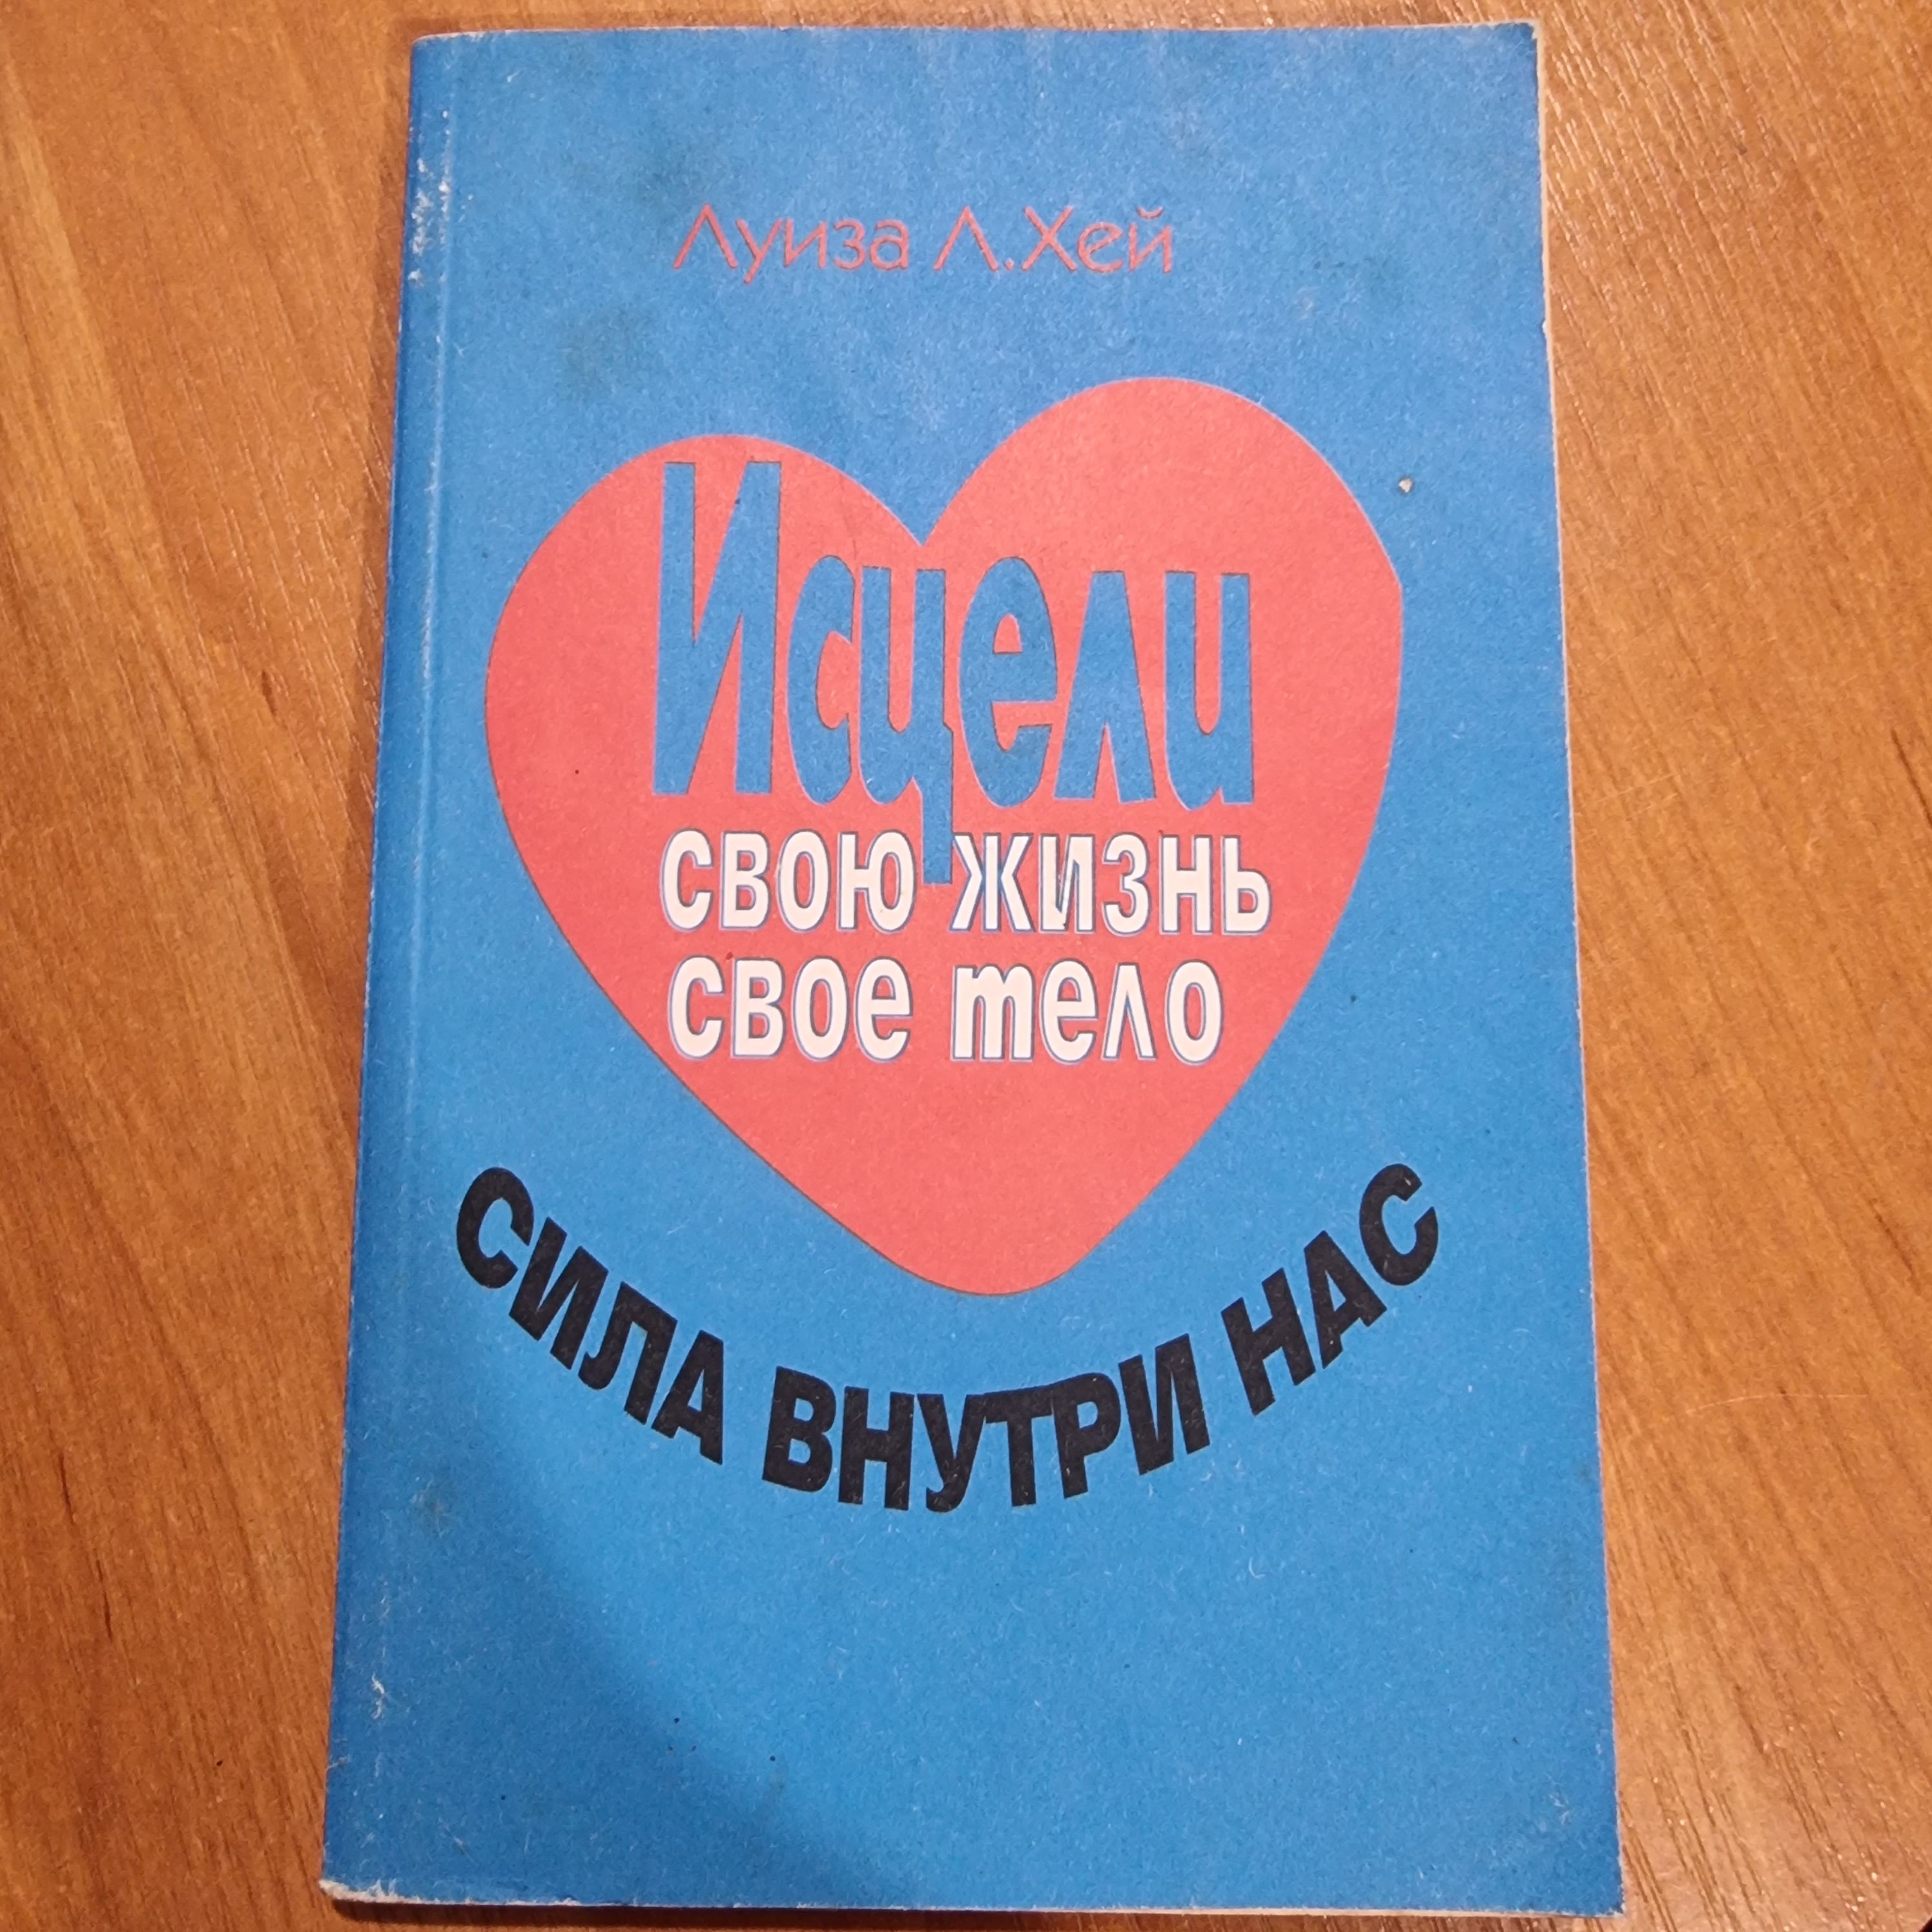 Луиза Л.Хей
Исцели
свою жизнь
свое тело
СИЛА ВНУТРИ НАС